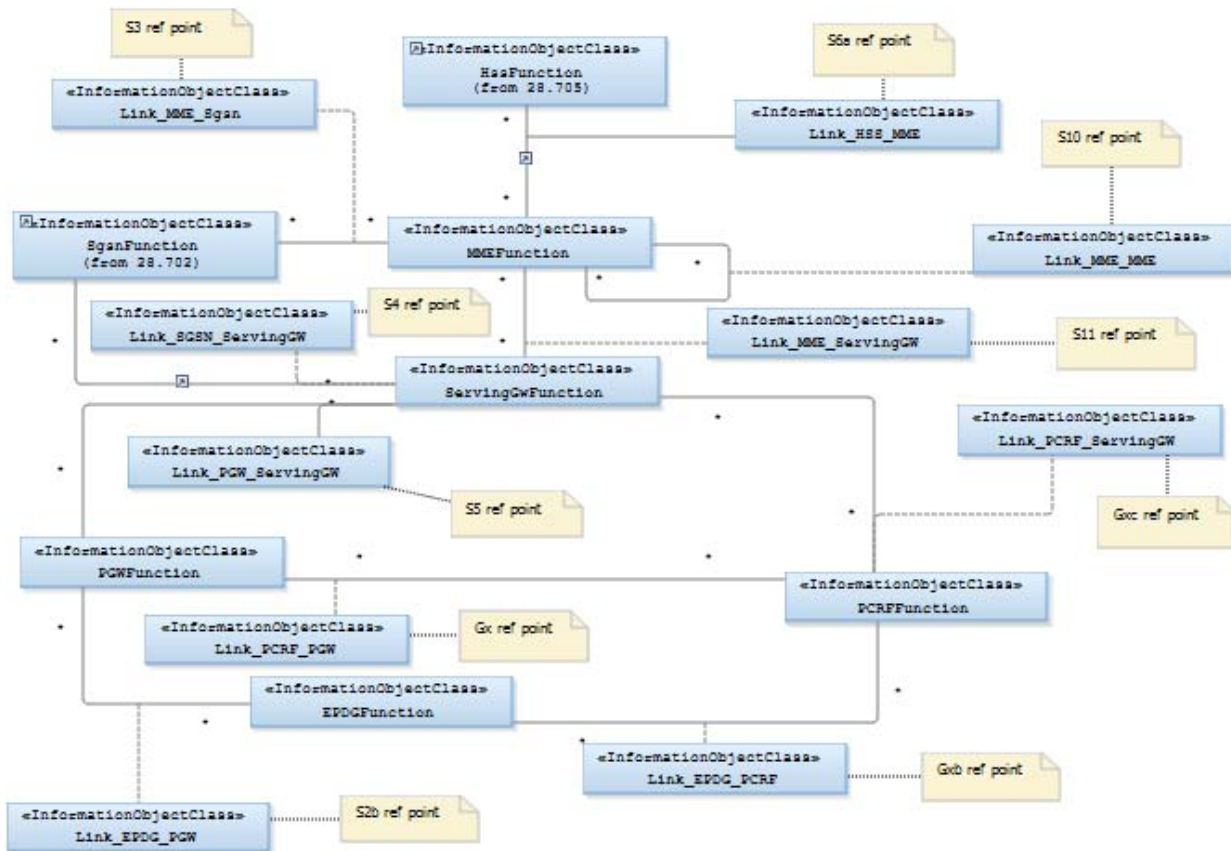 S3 ref point
«InformationObjectClass»
Link_MME_Sgsn
«InformationObjectClass»
HssFunction
(from 28.705)
S6a ref point
«InformationObjectClass»
Link_HSS_MME
S10 ref point
*
*
«InformationObjectClass»
SgsnFunction
(from 28.702)
*
*
«InformationObjectClass»
MMEFunction
«InformationObjectClass»
Link_MME_MME
*
*
*
S4 ref point
«InformationObjectClass»
Link_SGSN_ServingGW
«InformationObjectClass»
Link_MME_ServingGW
S11 ref point
*
*
*
*
«InformationObjectClass»
ServingGwFunction
*
«InformationObjectClass»
Link_PCRF_ServingGW
«InformationObjectClass»
Link_PGW_ServingGW
*
S5 ref point
*
Gxc ref point
«InformationObjectClass»
PGWFunction
*
*
«InformationObjectClass»
PCRFFunction
*
«InformationObjectClass»
Link_PCRF_PGW
Gx ref point
«InformationObjectClass»
EPDGFunction
*
*
*
«InformationObjectClass»
Link_EPDG_PCRF
Gxb ref point
«InformationObjectClass»
Link_EPDG_PGW
S2b ref point